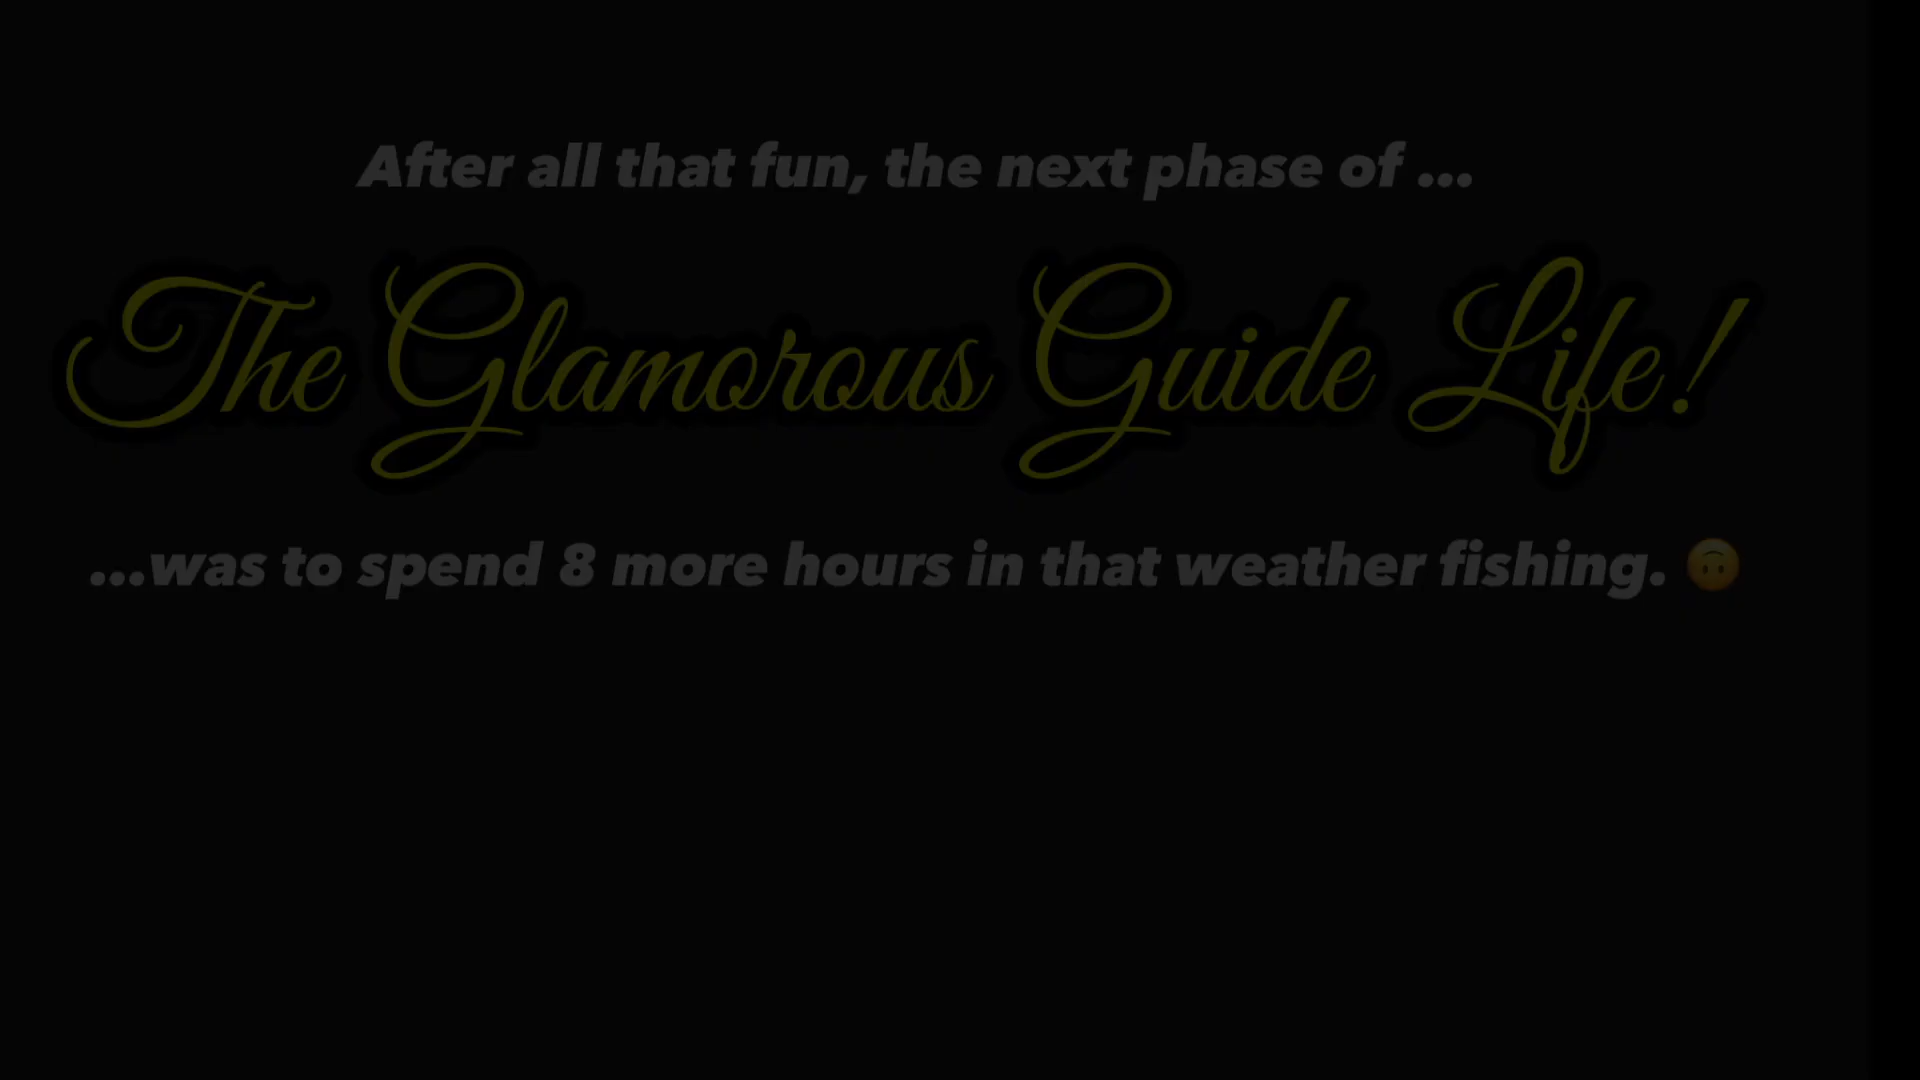 After all that fun, the next phase of ...
The Glamorous Guide Life!
...was to spend 8 more hours in that weather fishing. 🙃